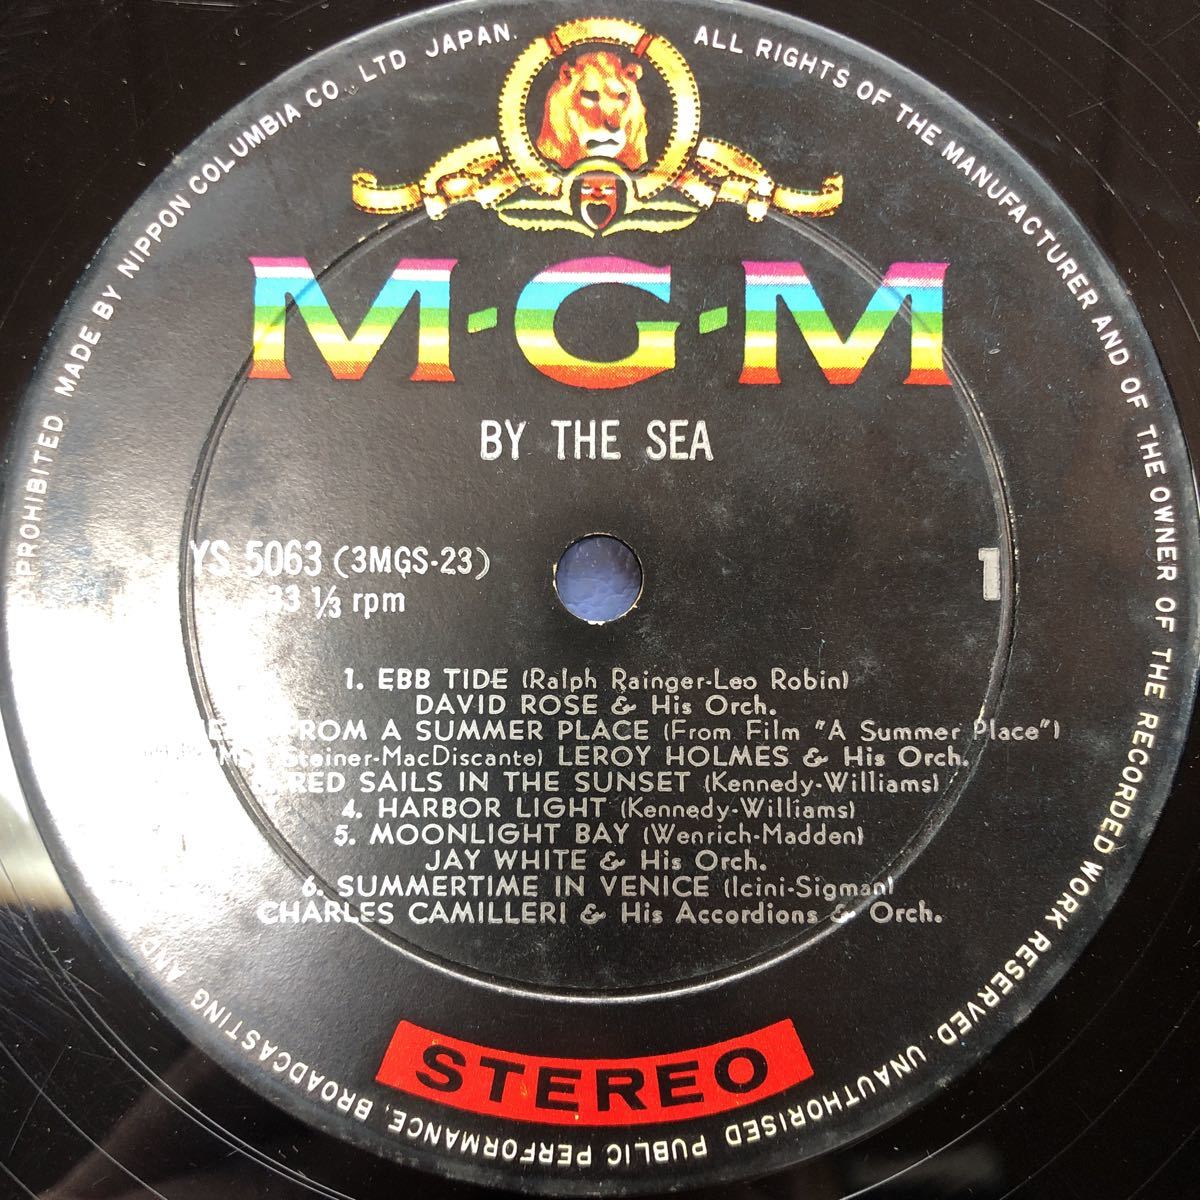 ALL RIGHTS OF THE MANUFACTURER AND OF THE OWNER OF THE RECORDED WORK RESERVED. UNAUTHORISED PUBLIC PERFORMANCE, BROADCASTING AND PROHIBITED. MADE BY NIPPON COLUMBIA CO., LTD. JAPAN.
M-G-M
BY THE SEA
YS 5063 (3MGS-23) 1
33 1/3 rpm
1. EBB TIDE (Ralph Rainger-Leo Robin)
DAVID ROSE & His Orch.
FROM A SUMMER PLACE (From Film "A Summer Place")
Steiner-MacDiscante) LEROY HOLMES & His Orch.
RED SAILS IN THE SUNSET (Kennedy-Williams)
4. HARBOR LIGHT (Kennedy-Williams)
5. MOONLIGHT BAY (Wenrich-Madden)
JAY WHITE & His Orch.
6. SUMMERTIME IN VENICE (Icini-Sigman)
CHARLES CAMILLERI & His Accordions & Orch.
STEREO